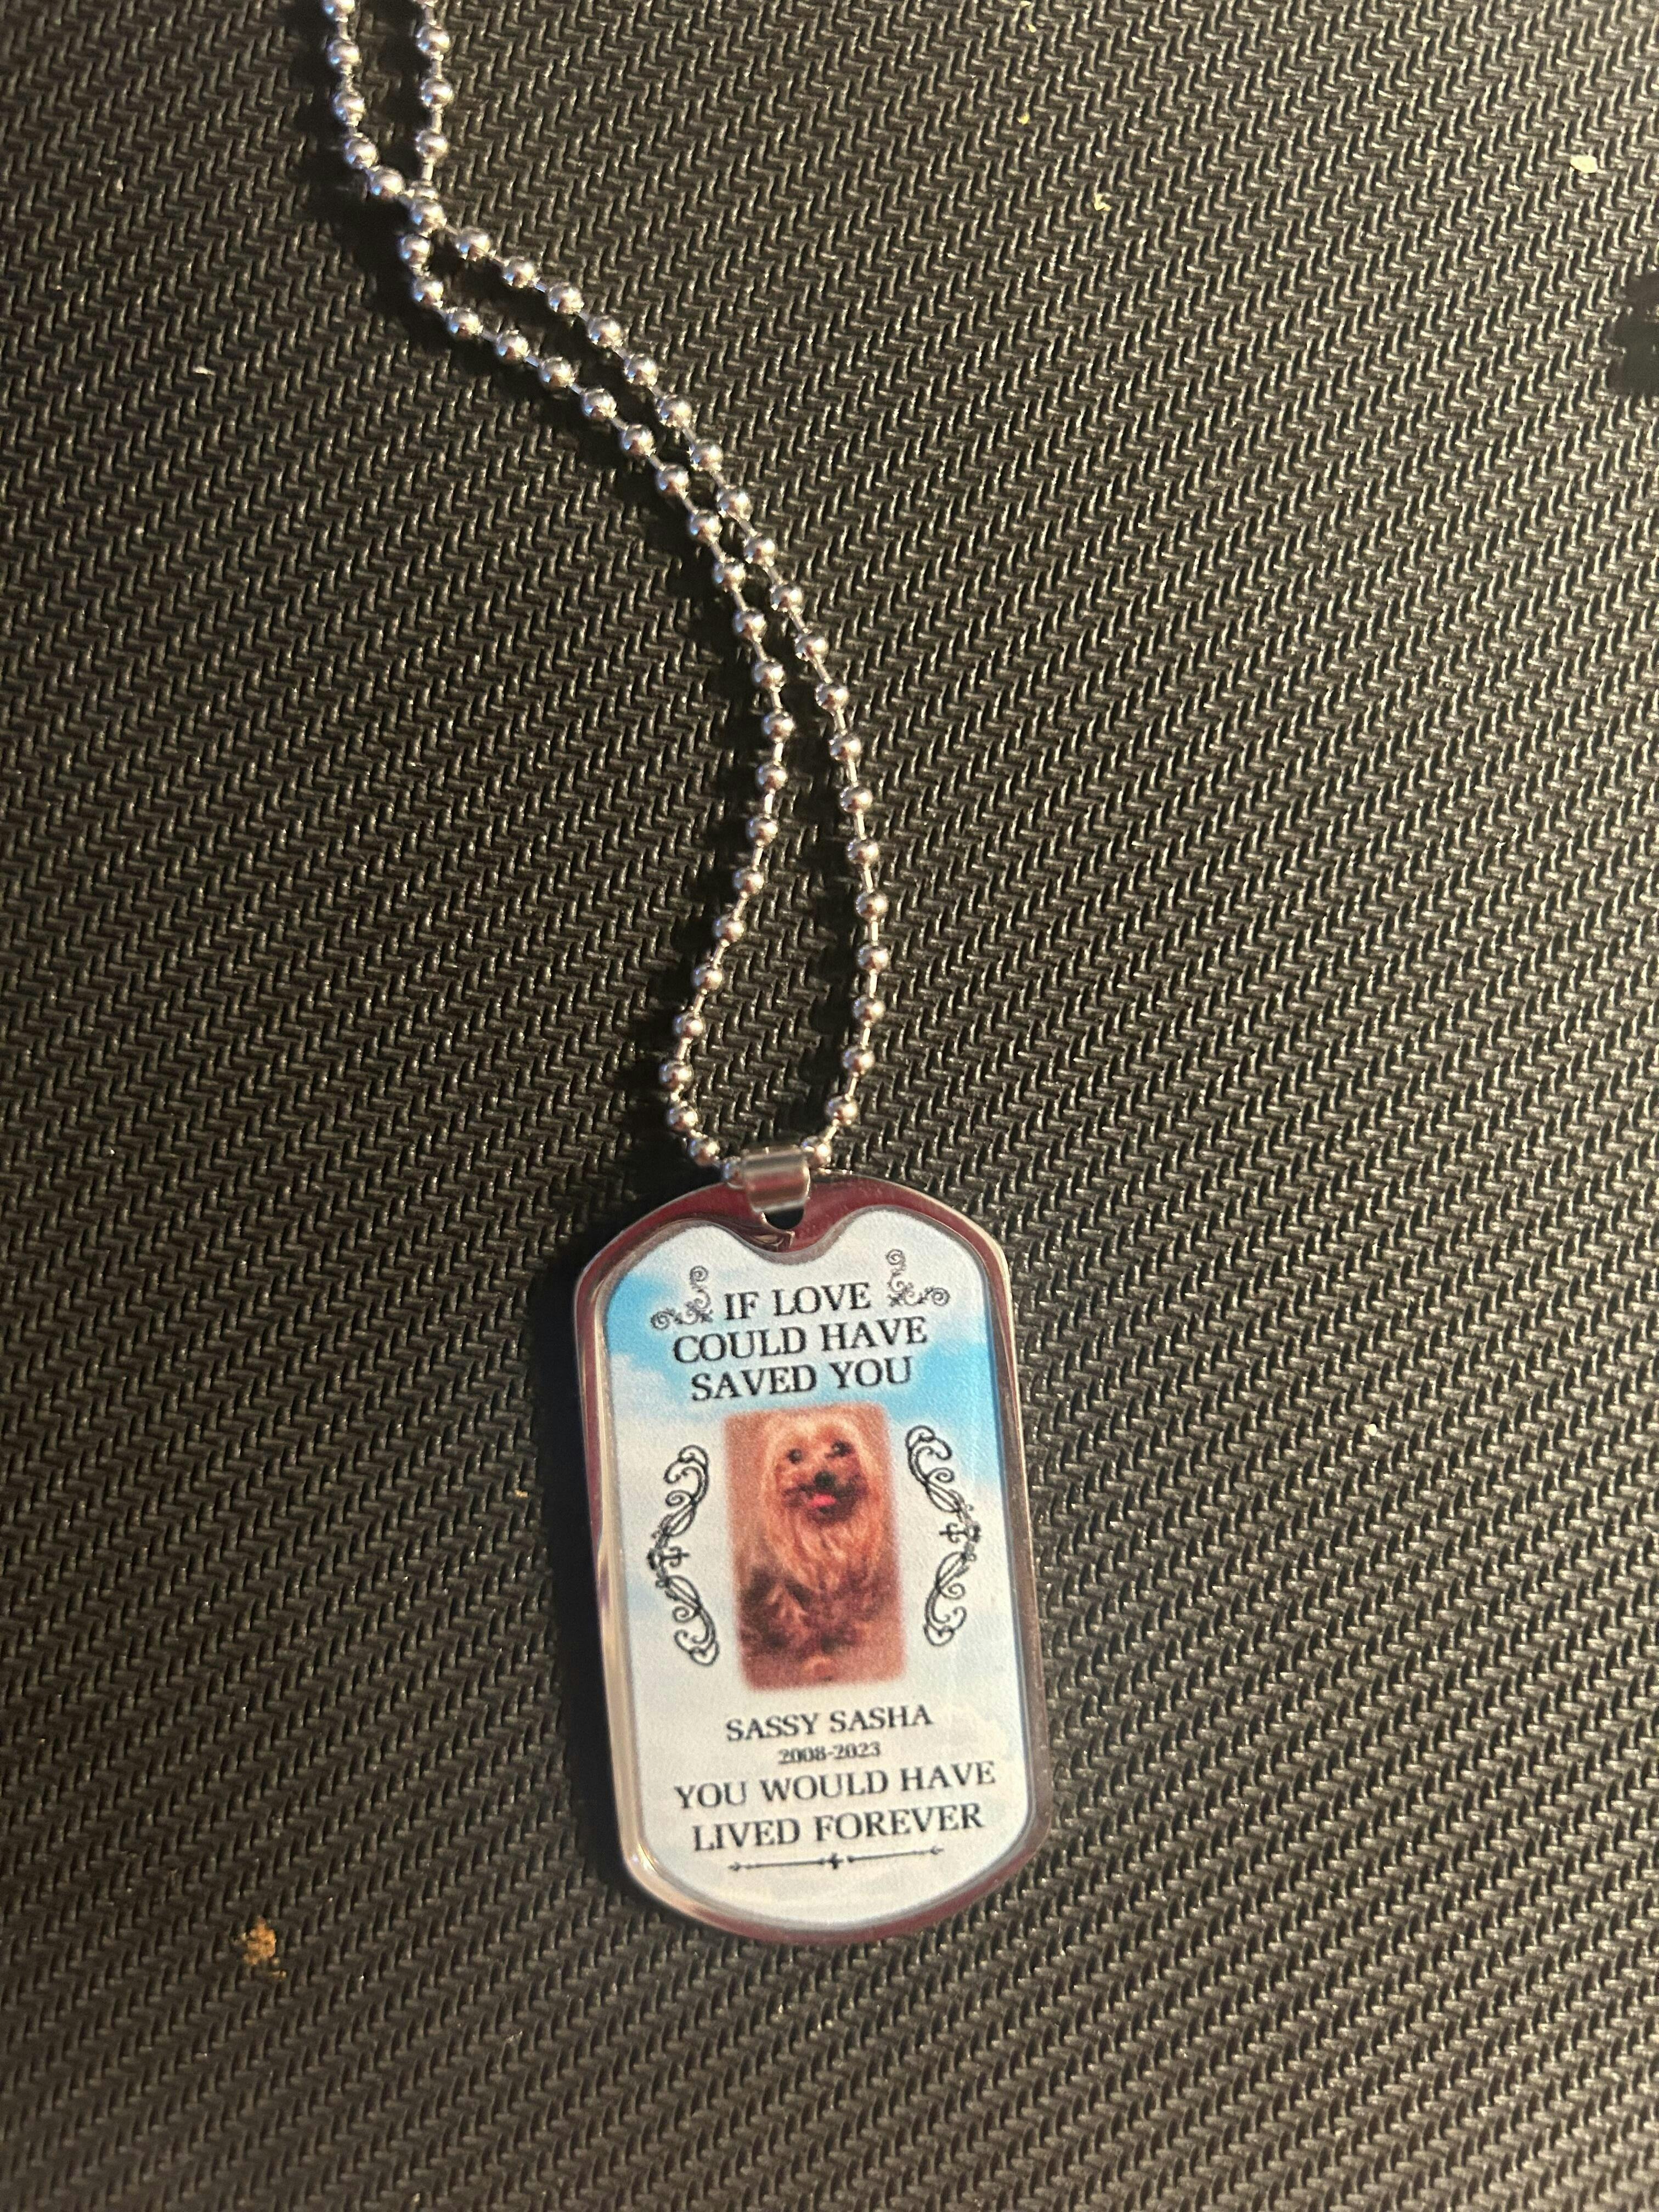 IF LOVE
COULD HAVE
SAVED YOU
SASSY SASHA
2008-2023
YOU WOULD HAVE
LIVED FOREVER